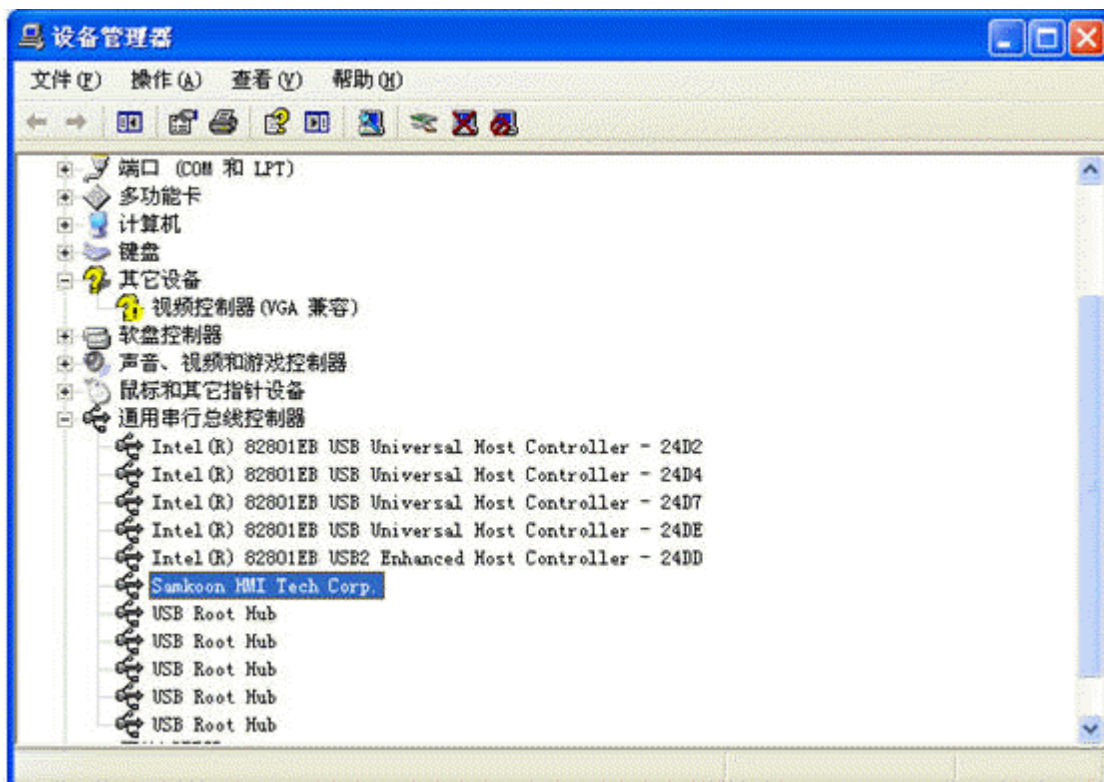 设备管理器
文件(F) 操作(A) 查看(V) 帮助(H)
端口 (COM 和 LPT)
多功能卡
计算机
键盘
其它设备
视频控制器(VGA 兼容)
软盘控制器
声音、视频和游戏控制器
鼠标和其它指针设备
通用串行总线控制器
Intel(R) 82801EB USB Universal Host Controller - 24D2
Intel(R) 82801EB USB Universal Host Controller - 24D4
Intel(R) 82801EB USB Universal Host Controller - 24D7
Intel(R) 82801EB USB Universal Host Controller - 24DE
Intel(R) 82801EB USB2 Enhanced Host Controller - 24DD
Samkoon HMI Tech Corp.
USB Root Hub
USB Root Hub
USB Root Hub
USB Root Hub
USB Root Hub